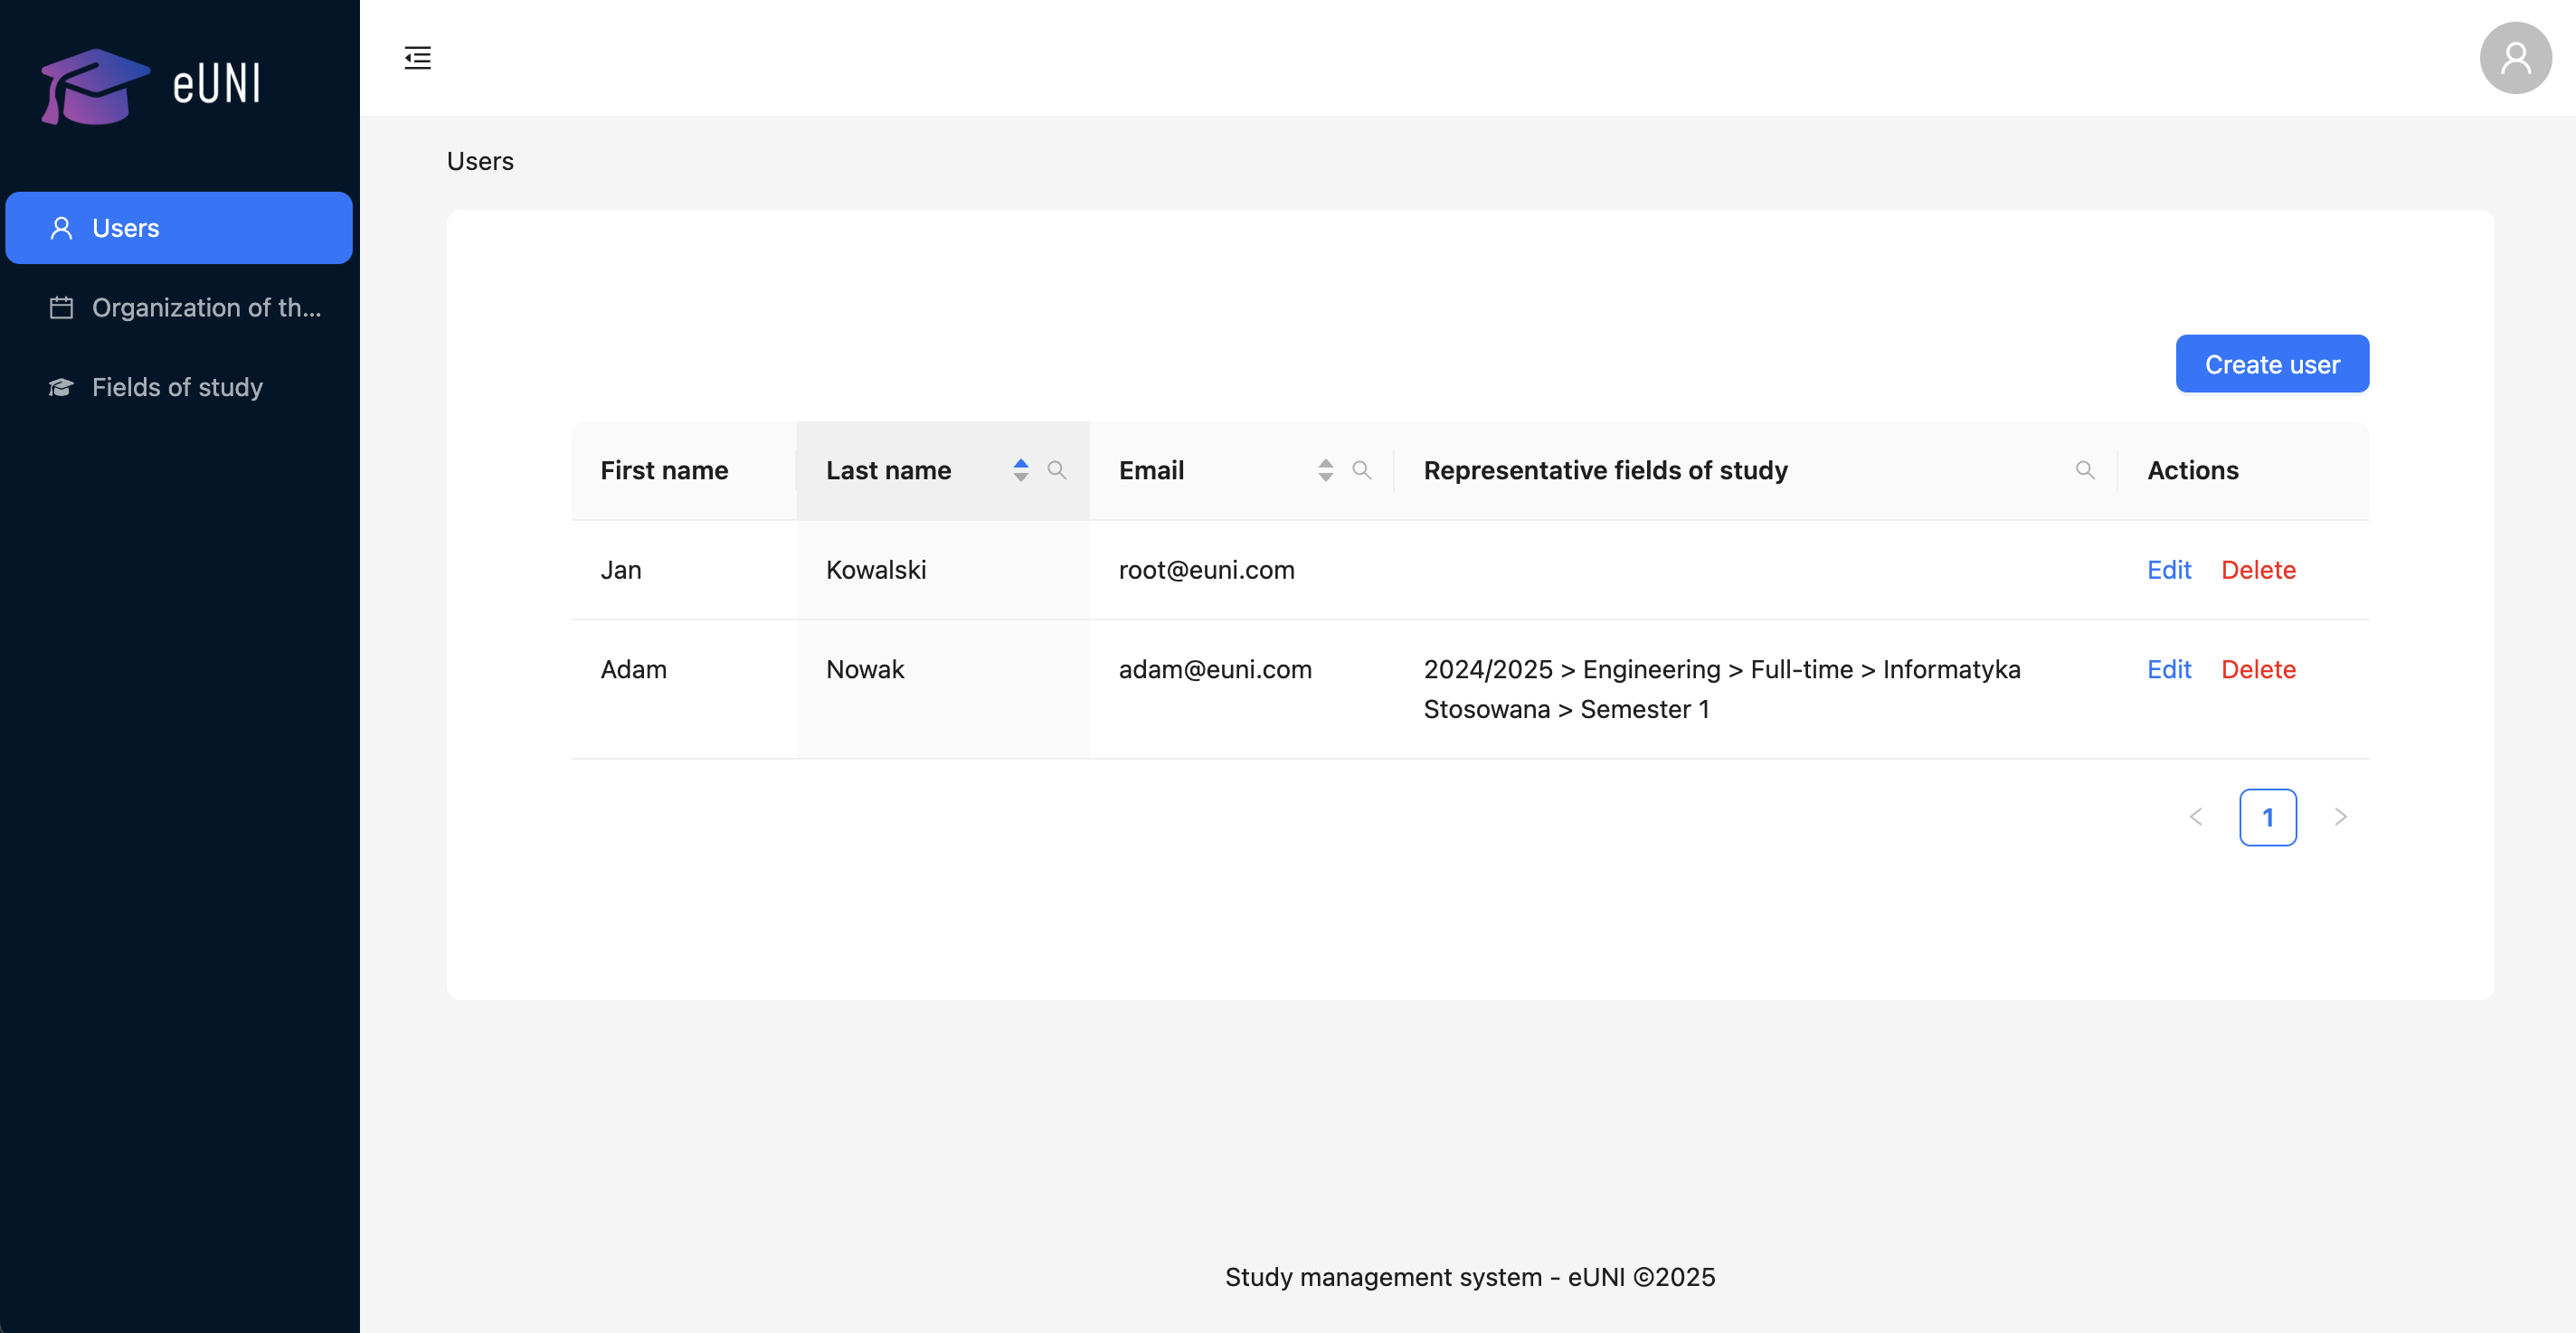 eUNI
Users
Organization of th...
Fields of study
Users
Create user
First name Last name Email Representative fields of study Actions
Jan Kowalski root@euni.com Edit Delete
Adam Nowak adam@euni.com 2024/2025 > Engineering > Full-time > Informatyka Edit Delete
Stosowana > Semester 1
1
Study management system - eUNI ©2025